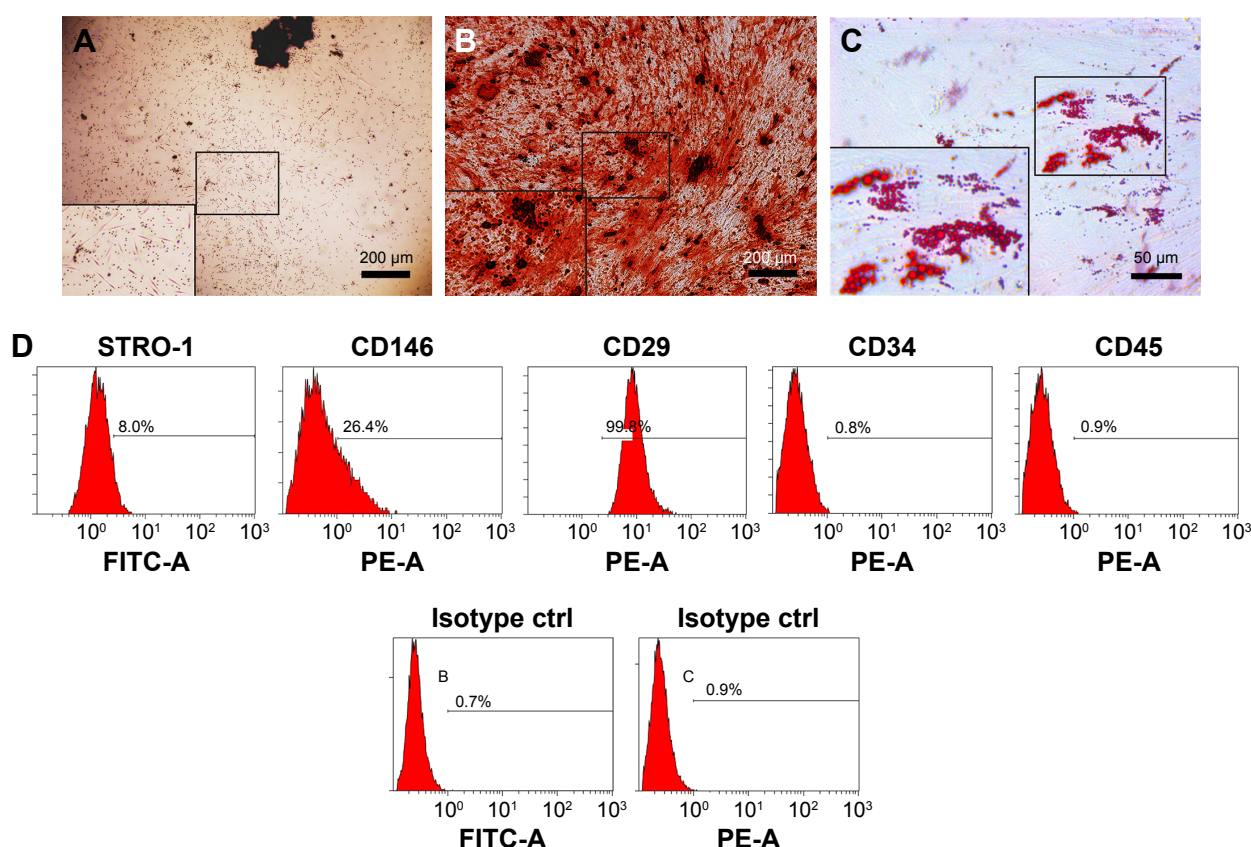 A
B
C
200 µm
200 µm
50 µm
D
STRO-1
CD146
CD29
CD34
CD45
8.0%
26.4%
99.8%
0.8%
0.9%
10⁰ 10¹ 10² 10³
10⁰ 10¹ 10² 10³
10⁰ 10¹ 10² 10³
10⁰ 10¹ 10² 10³
10⁰ 10¹ 10² 10³
FITC-A
PE-A
PE-A
PE-A
PE-A
Isotype ctrl
Isotype ctrl
B
C
0.7%
0.9%
10⁰ 10¹ 10² 10³
10⁰ 10¹ 10² 10³
FITC-A
PE-A